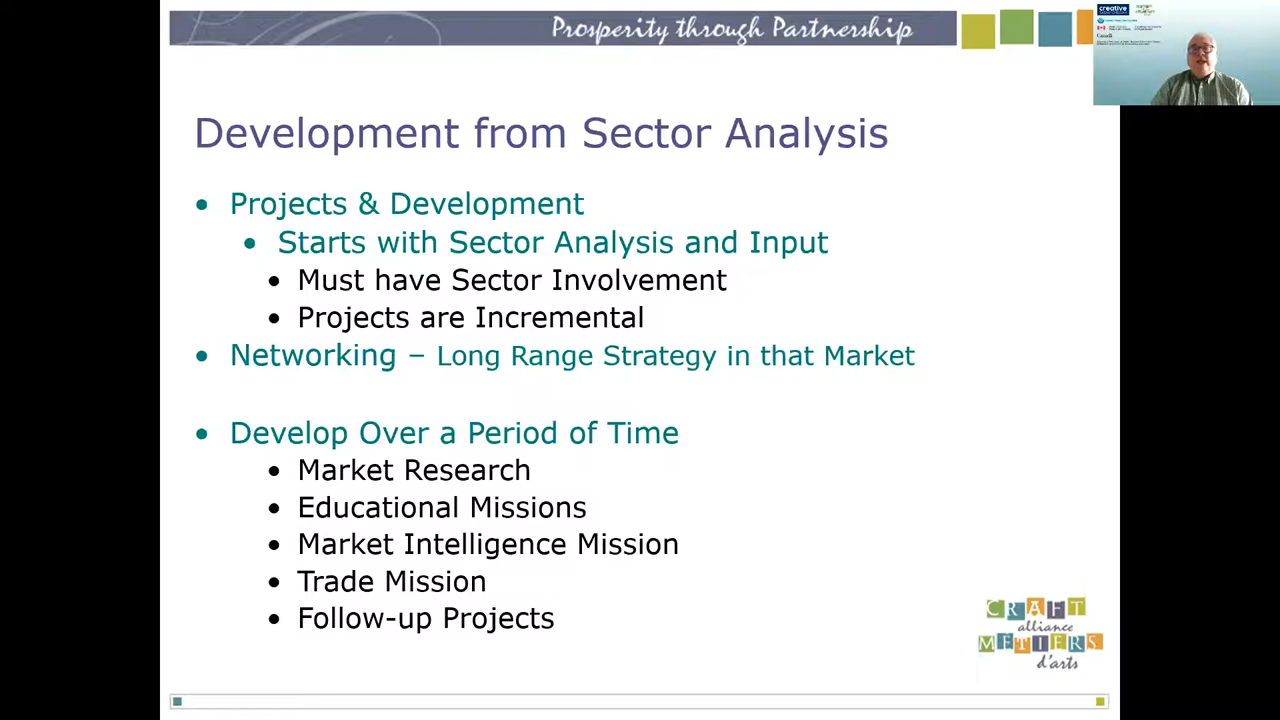 Prosperity through Partnership
creative
Canada
Development from Sector Analysis
• Projects & Development
• Starts with Sector Analysis and Input
• Must have Sector Involvement
• Projects are Incremental
• Networking – Long Range Strategy in that Market
• Develop Over a Period of Time
• Market Research
• Educational Missions
• Market Intelligence Mission
• Trade Mission
• Follow-up Projects
CRAFT
alliance
METIERS
d'arts